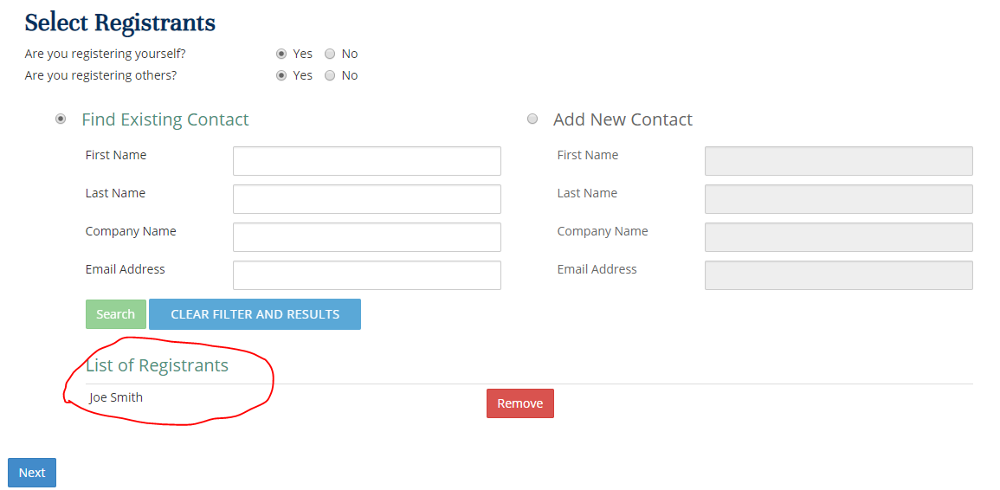 Select Registrants
Are you registering yourself? Yes No
Are you registering others? Yes No
Find Existing Contact
First Name
Last Name
Company Name
Email Address
Search CLEAR FILTER AND RESULTS
Add New Contact
First Name
Last Name
Company Name
Email Address
List of Registrants
Joe Smith Remove
Next